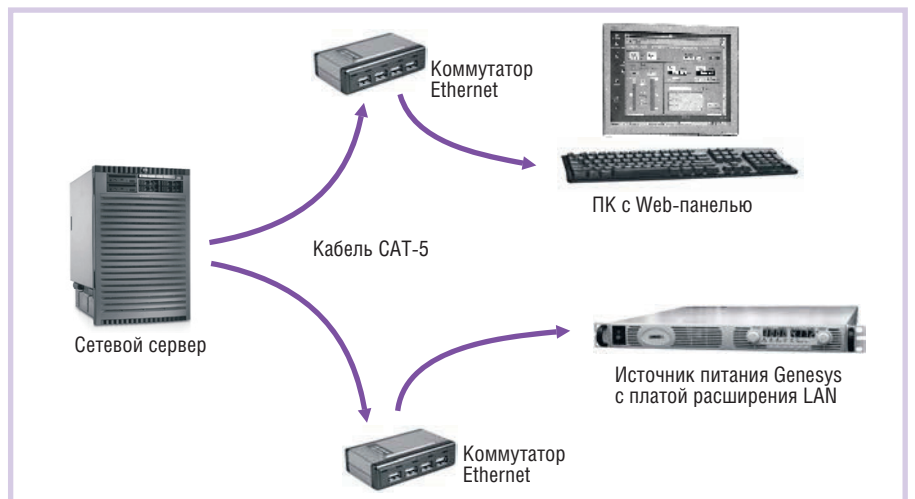 Коммутатор
Ethernet
ПК с Web-панелью
Кабель CAT-5
Сетевой сервер
Источник питания Genesys
с платой расширения LAN
Коммутатор
Ethernet